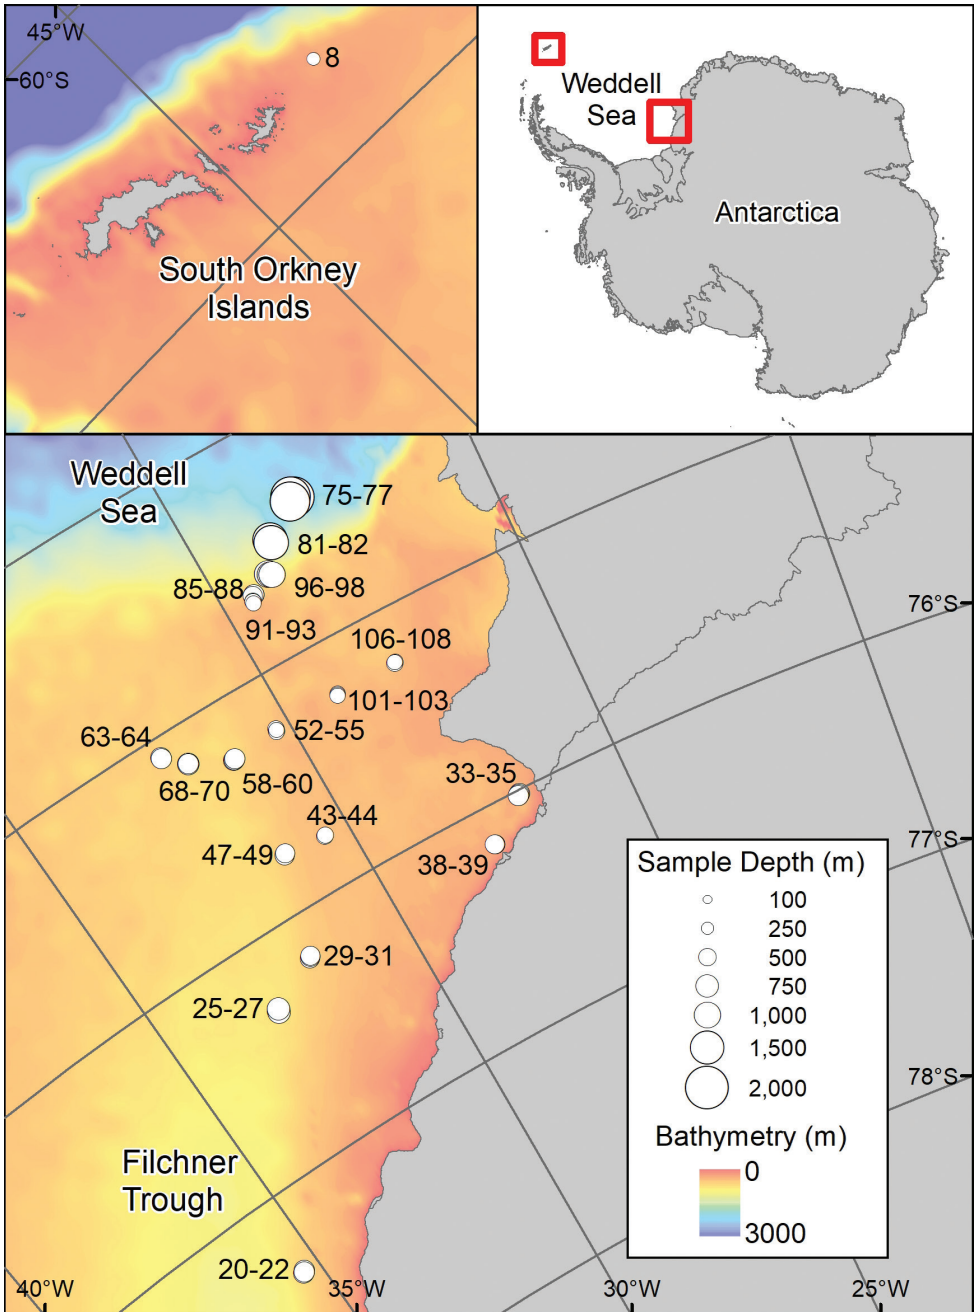 45°W
60°S
8
South Orkney
Islands
Weddell
Sea
Antarctica
Weddell
Sea
75-77
81-82
85-88
96-98
91-93
76°S
106-108
101-103
52-55
63-64
68-70
58-60
33-35
43-44
47-49
38-39
77°S
29-31
25-27
78°S
Filchner
Trough
20-22
40°W
35°W
30°W
25°W
Sample Depth (m)
100
250
500
750
1,000
1,500
2,000
Bathymetry (m)
0
3000